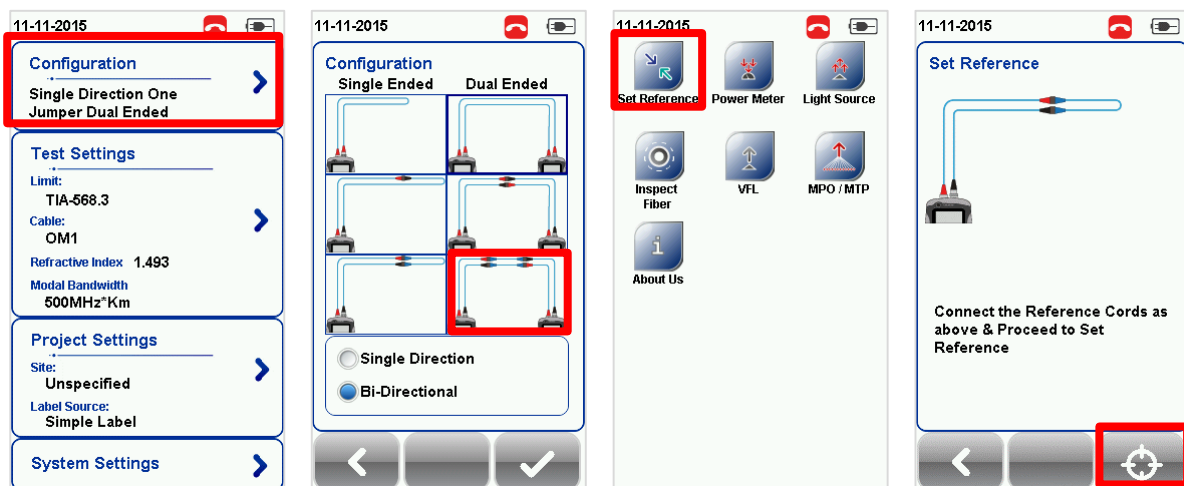 11-11-2015
Configuration
Single Direction One
Jumper Dual Ended
Test Settings
Limit:
TIA-568.3
Cable:
OM1
Refractive Index 1.493
Modal Bandwidth
500MHz*Km
Project Settings
Site:
Unspecified
Label Source:
Simple Label
System Settings
11-11-2015
Configuration
Single Ended Dual Ended
Single Direction
Bi-Directional
11-11-2015
Set Reference Power Meter Light Source
Inspect
Fiber
VFL
MPO / MTP
About Us
11-11-2015
Set Reference
Connect the Reference Cords as
above & Proceed to Set
Reference